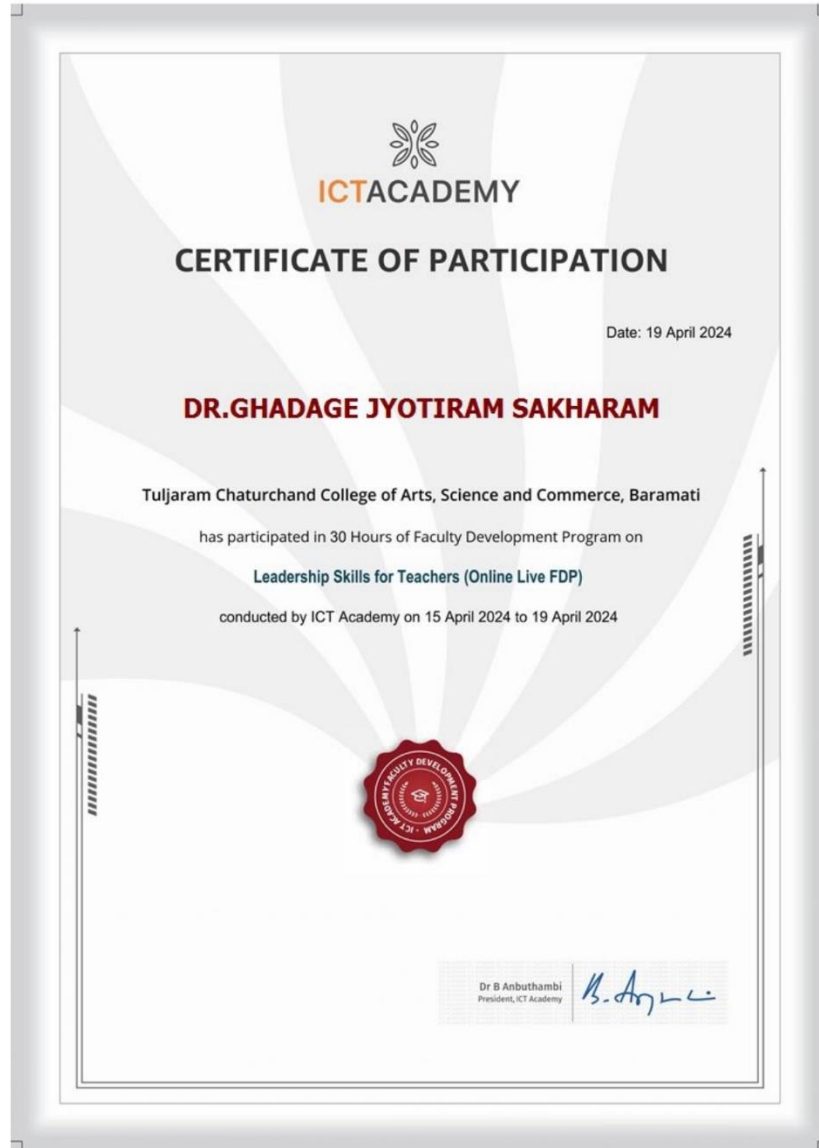 ICTACADEMY
CERTIFICATE OF PARTICIPATION
Date: 19 April 2024
DR.GHADAGE JYOTIRAM SAKHARAM
Tuljaram Chaturchand College of Arts, Science and Commerce, Baramati
has participated in 30 Hours of Faculty Development Program on
Leadership Skills for Teachers (Online Live FDP)
conducted by ICT Academy on 15 April 2024 to 19 April 2024
FACULTY DEVELOPMENT PROGRAM · ICT ACADEMY
Dr B Anbuthambi
President, ICT Academy